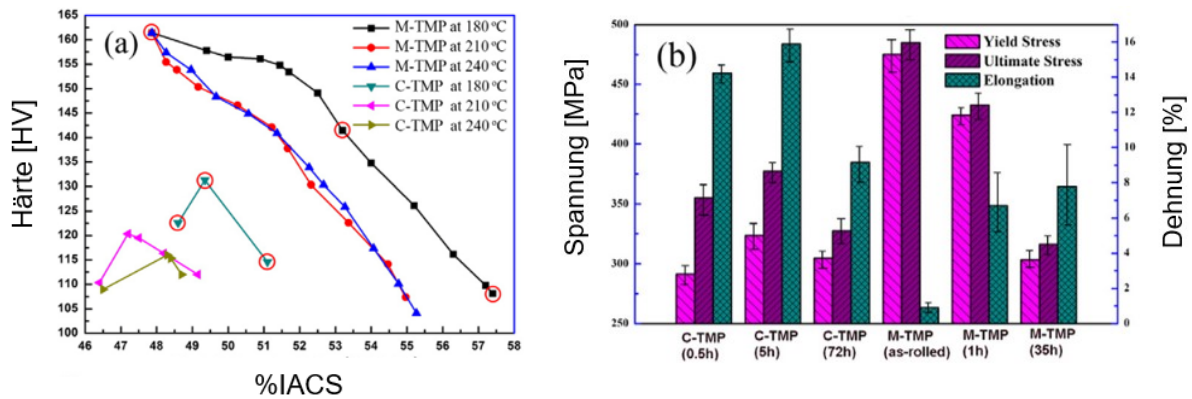 Härte [HV]
165
160
155
150
145
140
135
130
125
120
115
110
105
100
(a)
M-TMP at 180 °C
M-TMP at 210 °C
M-TMP at 240 °C
C-TMP at 180 °C
C-TMP at 210 °C
C-TMP at 240 °C
46 47 48 49 50 51 52 53 54 55 56 57 58
%IACS
Spannung [MPa]
500
450
400
350
300
250
(b)
Yield Stress
Ultimate Stress
Elongation
16
14
12
10
8
6
4
2
0
Dehnung [%]
C-TMP C-TMP C-TMP M-TMP M-TMP M-TMP
(0.5h) (5h) (72h) (as-rolled) (1h) (35h)